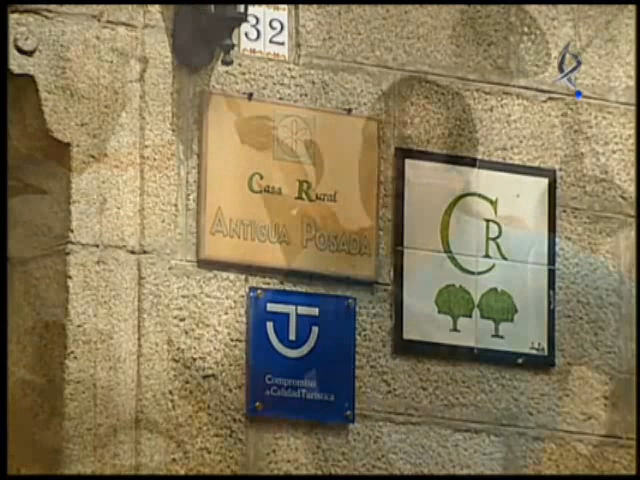 32
Casa Rural
ANTIGUA POSADA
CR
Compromiso
de Calidad Turística